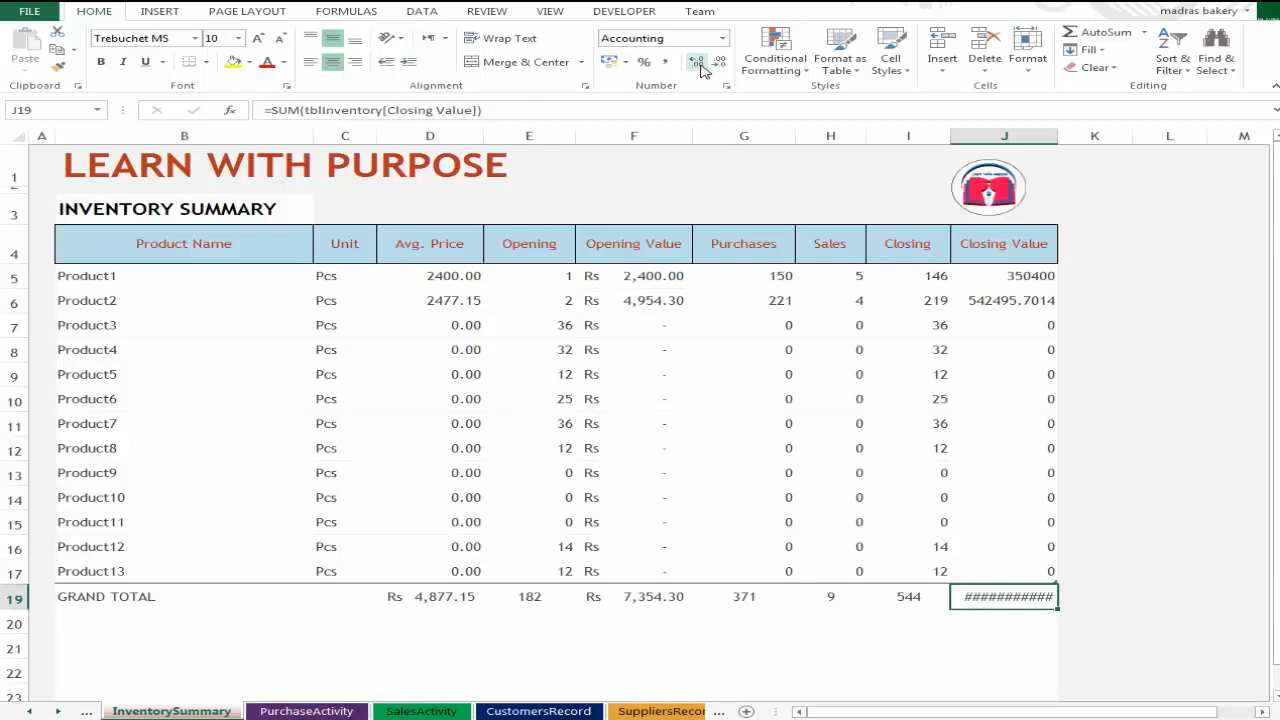 FILE HOME INSERT PAGE LAYOUT FORMULAS DATA REVIEW VIEW DEVELOPER Team madras bakery
Paste Trebuchet MS 10 A A Wrap Text Accounting Conditional Format as Cell Insert Delete Format AutoSum Sort & Find &
B I U A Merge & Center % Formatting Table Styles Fill Filter Select
Clear
Clipboard Font Alignment Number Styles Cells Editing
J19 fx =SUM(tblInventory[Closing Value])
A B C D E F G H I J K L M
1 LEARN WITH PURPOSE
3 INVENTORY SUMMARY
4 Product Name Unit Avg. Price Opening Opening Value Purchases Sales Closing Closing Value
5 Product1 Pcs 2400.00 1 Rs 2,400.00 150 5 146 350400
6 Product2 Pcs 2477.15 2 Rs 4,954.30 221 4 219 542495.7014
7 Product3 Pcs 0.00 36 Rs - 0 0 36 0
8 Product4 Pcs 0.00 32 Rs - 0 0 32 0
9 Product5 Pcs 0.00 12 Rs - 0 0 12 0
10 Product6 Pcs 0.00 25 Rs - 0 0 25 0
11 Product7 Pcs 0.00 36 Rs - 0 0 36 0
12 Product8 Pcs 0.00 12 Rs - 0 0 12 0
13 Product9 Pcs 0.00 0 Rs - 0 0 0 0
14 Product10 Pcs 0.00 0 Rs - 0 0 0 0
15 Product11 Pcs 0.00 0 Rs - 0 0 0 0
16 Product12 Pcs 0.00 14 Rs - 0 0 14 0
17 Product13 Pcs 0.00 12 Rs - 0 0 12 0
19 GRAND TOTAL Rs 4,877.15 182 Rs 7,354.30 371 9 544 ###########
20
21
22
23
... InventorySummary PurchaseActivity SalesActivity CustomersRecord SuppliersRecor ...